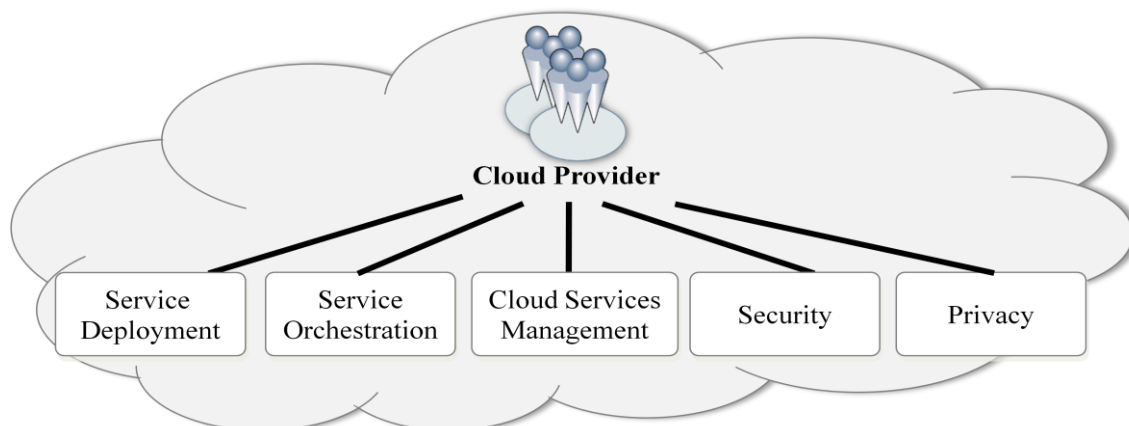 Cloud Provider
Service
Deployment
Service
Orchestration
Cloud Services
Management
Security
Privacy